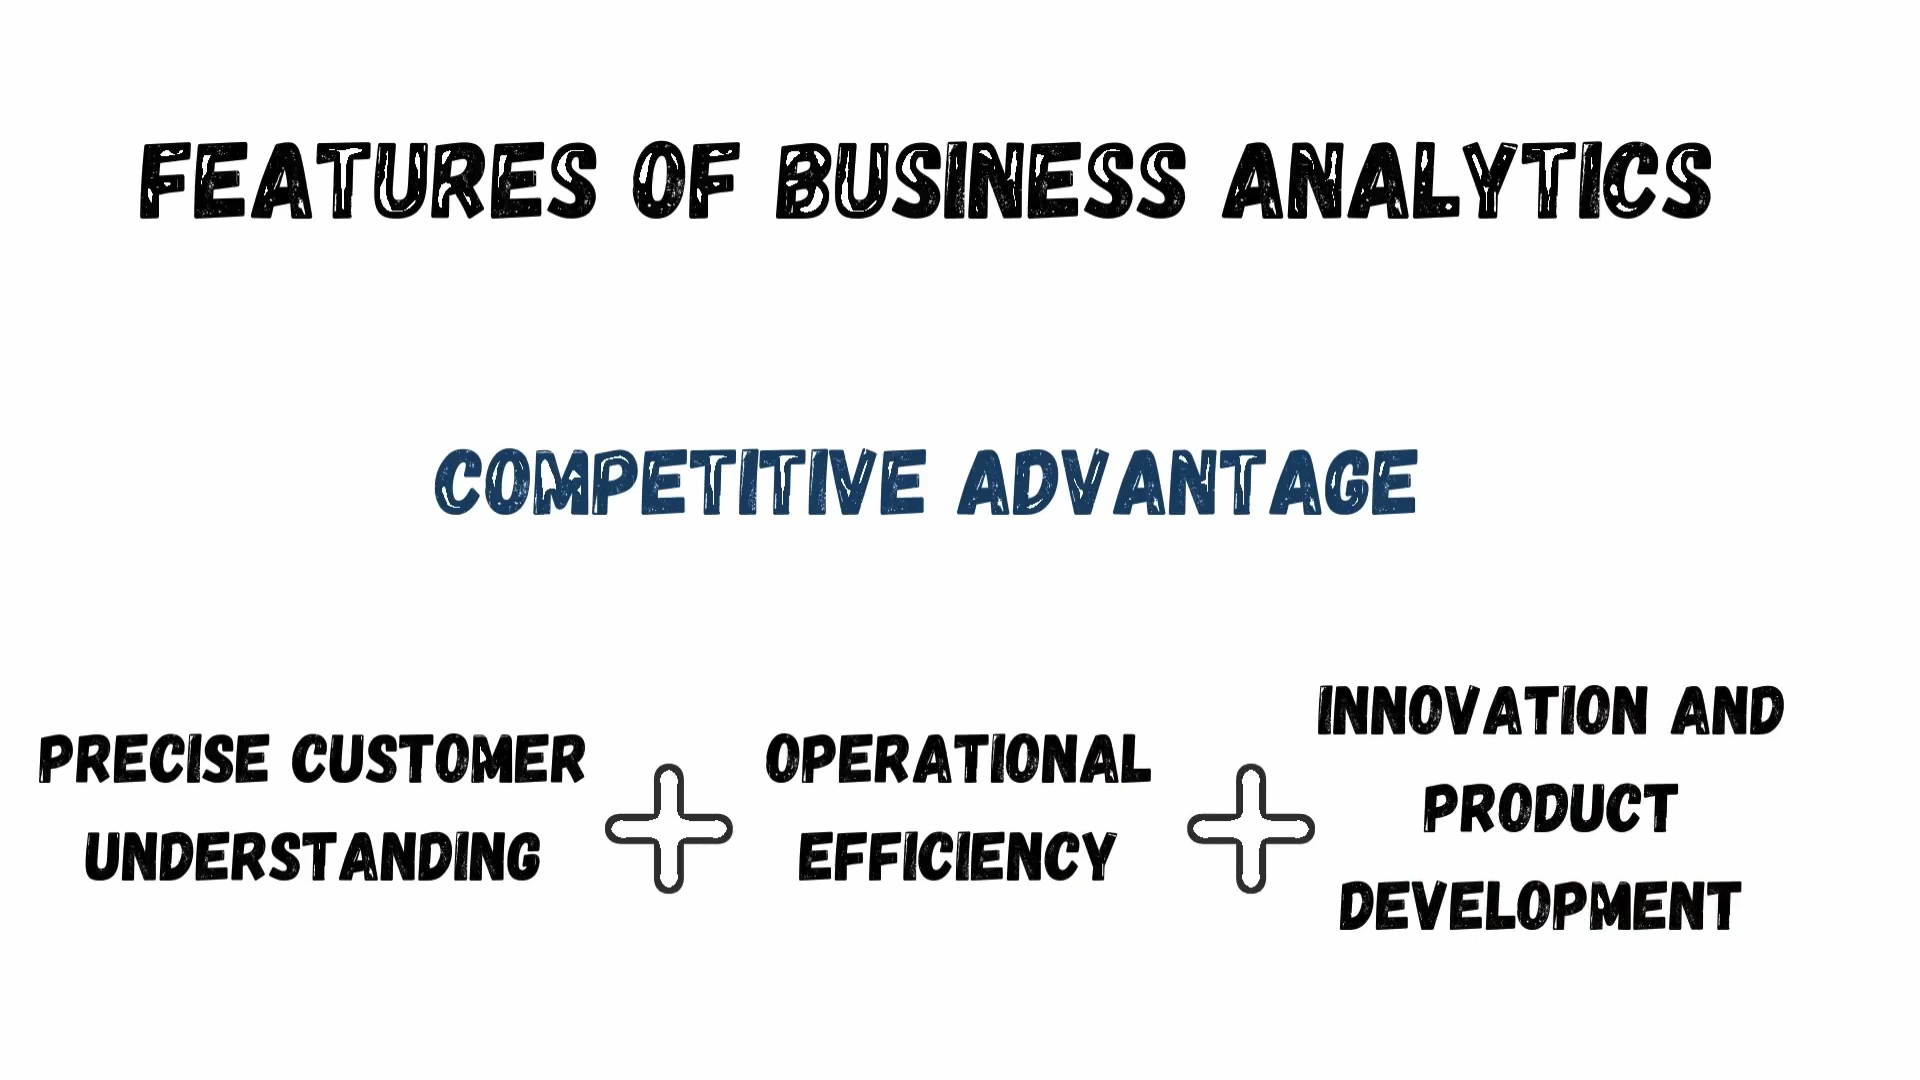 FEATURES OF BUSINESS ANALYTICS
COMPETITIVE ADVANTAGE
PRECISE CUSTOMER
UNDERSTANDING
OPERATIONAL
EFFICIENCY
INNOVATION AND
PRODUCT
DEVELOPMENT